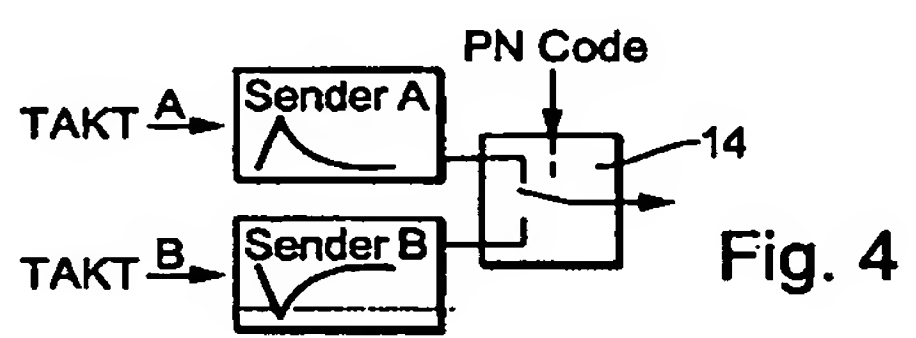 PN Code
TAKT A
Sender A
14
TAKT B
Sender B
Fig. 4